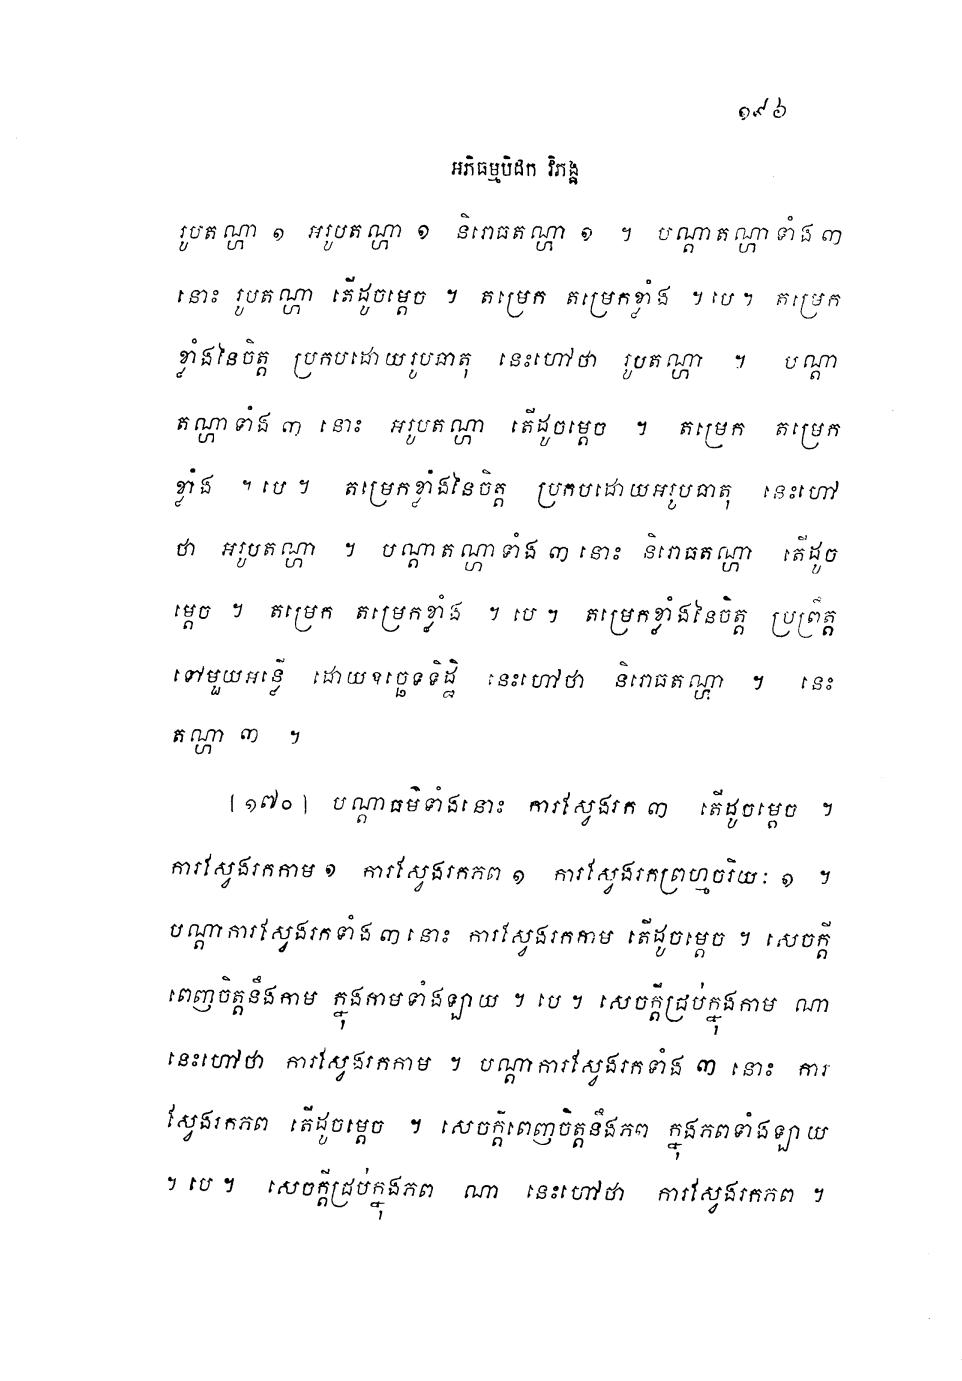 ១៩៦
អភិធម្មបិដក វិភង្គ
រូបតណ្ហា ១ អរូបតណ្ហា ១ និរោធតណ្ហា ១ ។ បណ្តាតណ្ហាទាំង ៣
នោះ រូបតណ្ហា តើដូចម្តេច ។ តម្រេក តម្រេកខ្លាំង ។ បេ ។ តម្រេក
ខ្លាំងនៃចិត្ត ប្រកបដោយរូបធាតុ នេះហៅថា រូបតណ្ហា ។ បណ្តា
តណ្ហាទាំង ៣ នោះ អរូបតណ្ហា តើដូចម្តេច ។ តម្រេក តម្រេក
ខ្លាំង ។ បេ ។ តម្រេកខ្លាំងនៃចិត្ត ប្រកបដោយអរូបធាតុ នេះហៅ
ថា អរូបតណ្ហា ។ បណ្តាតណ្ហាទាំង ៣ នោះ និរោធតណ្ហា តើដូច
ម្តេច ។ តម្រេក តម្រេកខ្លាំង ។ បេ ។ តម្រេកខ្លាំងនៃចិត្ត ប្រព្រឹត្ត
ទៅមួយអន្លើ ដោយឧច្ឆេទទិដ្ឋិ នេះហៅថា និរោធតណ្ហា ។ នេះ
តណ្ហា ៣ ។
[១៧០] បណ្តាធម៌ទាំងនោះ ការស្វែងរក ៣ តើដូចម្តេច ។
ការស្វែងរកកាម ១ ការស្វែងរកភព ១ ការស្វែងរកព្រហ្មចរិយៈ ១ ។
បណ្តាការស្វែងរកទាំង ៣ នោះ ការស្វែងរកកាម តើដូចម្តេច ។ សេចក្តី
ពេញចិត្តនឹងកាម ក្នុងកាមទាំងឡាយ ។ បេ ។ សេចក្តីជ្រប់ក្នុងកាម ណា
នេះហៅថា ការស្វែងរកកាម ។ បណ្តាការស្វែងរកទាំង ៣ នោះ ការ
ស្វែងរកភព តើដូចម្តេច ។ សេចក្តីពេញចិត្តនឹងភព ក្នុងភពទាំងឡាយ
។ បេ ។ សេចក្តីជ្រប់ក្នុងភព ណា នេះហៅថា ការស្វែងរកភព ។